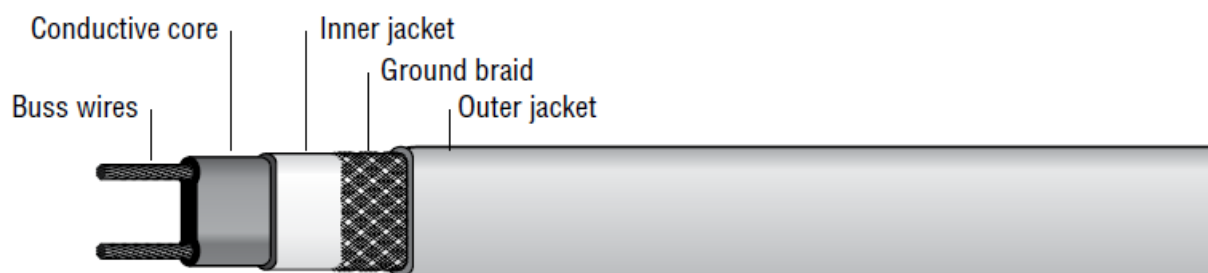 Conductive core
Inner jacket
Ground braid
Buss wires
Outer jacket